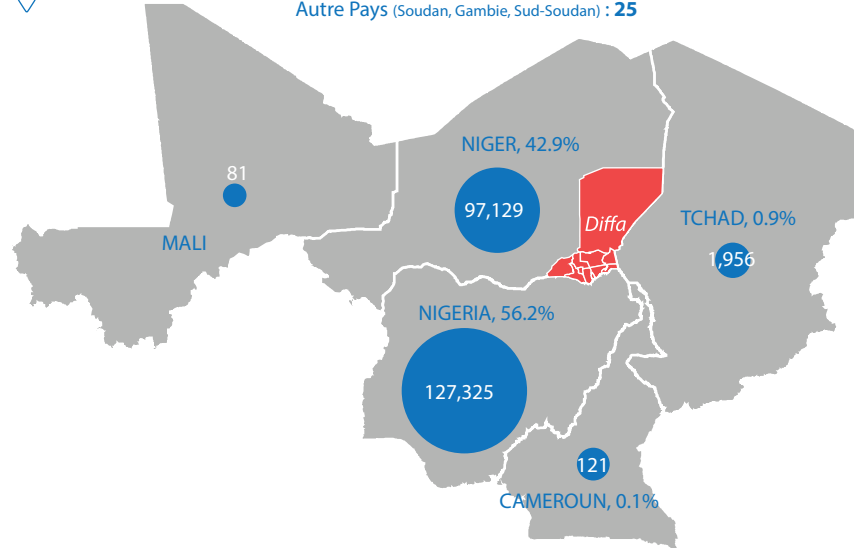 Autre Pays (Soudan, Gambie, Sud-Soudan) : 25
NIGER, 42.9%
97,129
81
MALI
Diffa
TCHAD, 0.9%
1,956
NIGERIA, 56.2%
127,325
121
CAMEROUN, 0.1%